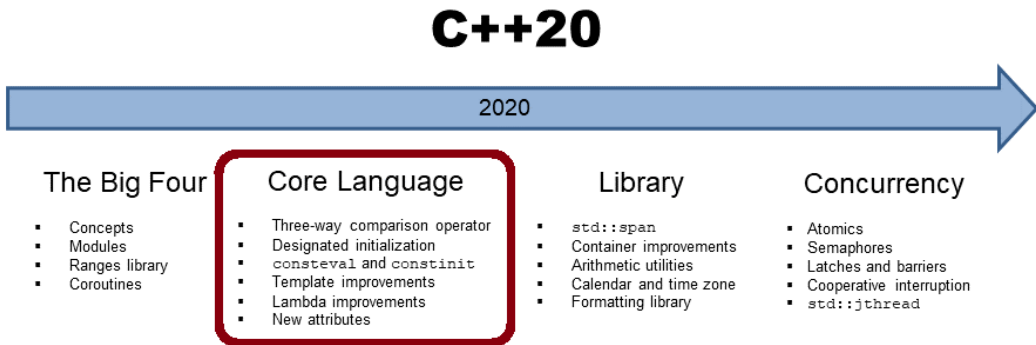 C++20
2020
The Big Four
▪ Concepts
▪ Modules
▪ Ranges library
▪ Coroutines
Core Language
▪ Three-way comparison operator
▪ Designated initialization
▪ consteval and constinit
▪ Template improvements
▪ Lambda improvements
▪ New attributes
Library
▪ std::span
▪ Container improvements
▪ Arithmetic utilities
▪ Calendar and time zone
▪ Formatting library
Concurrency
▪ Atomics
▪ Semaphores
▪ Latches and barriers
▪ Cooperative interruption
▪ std::jthread